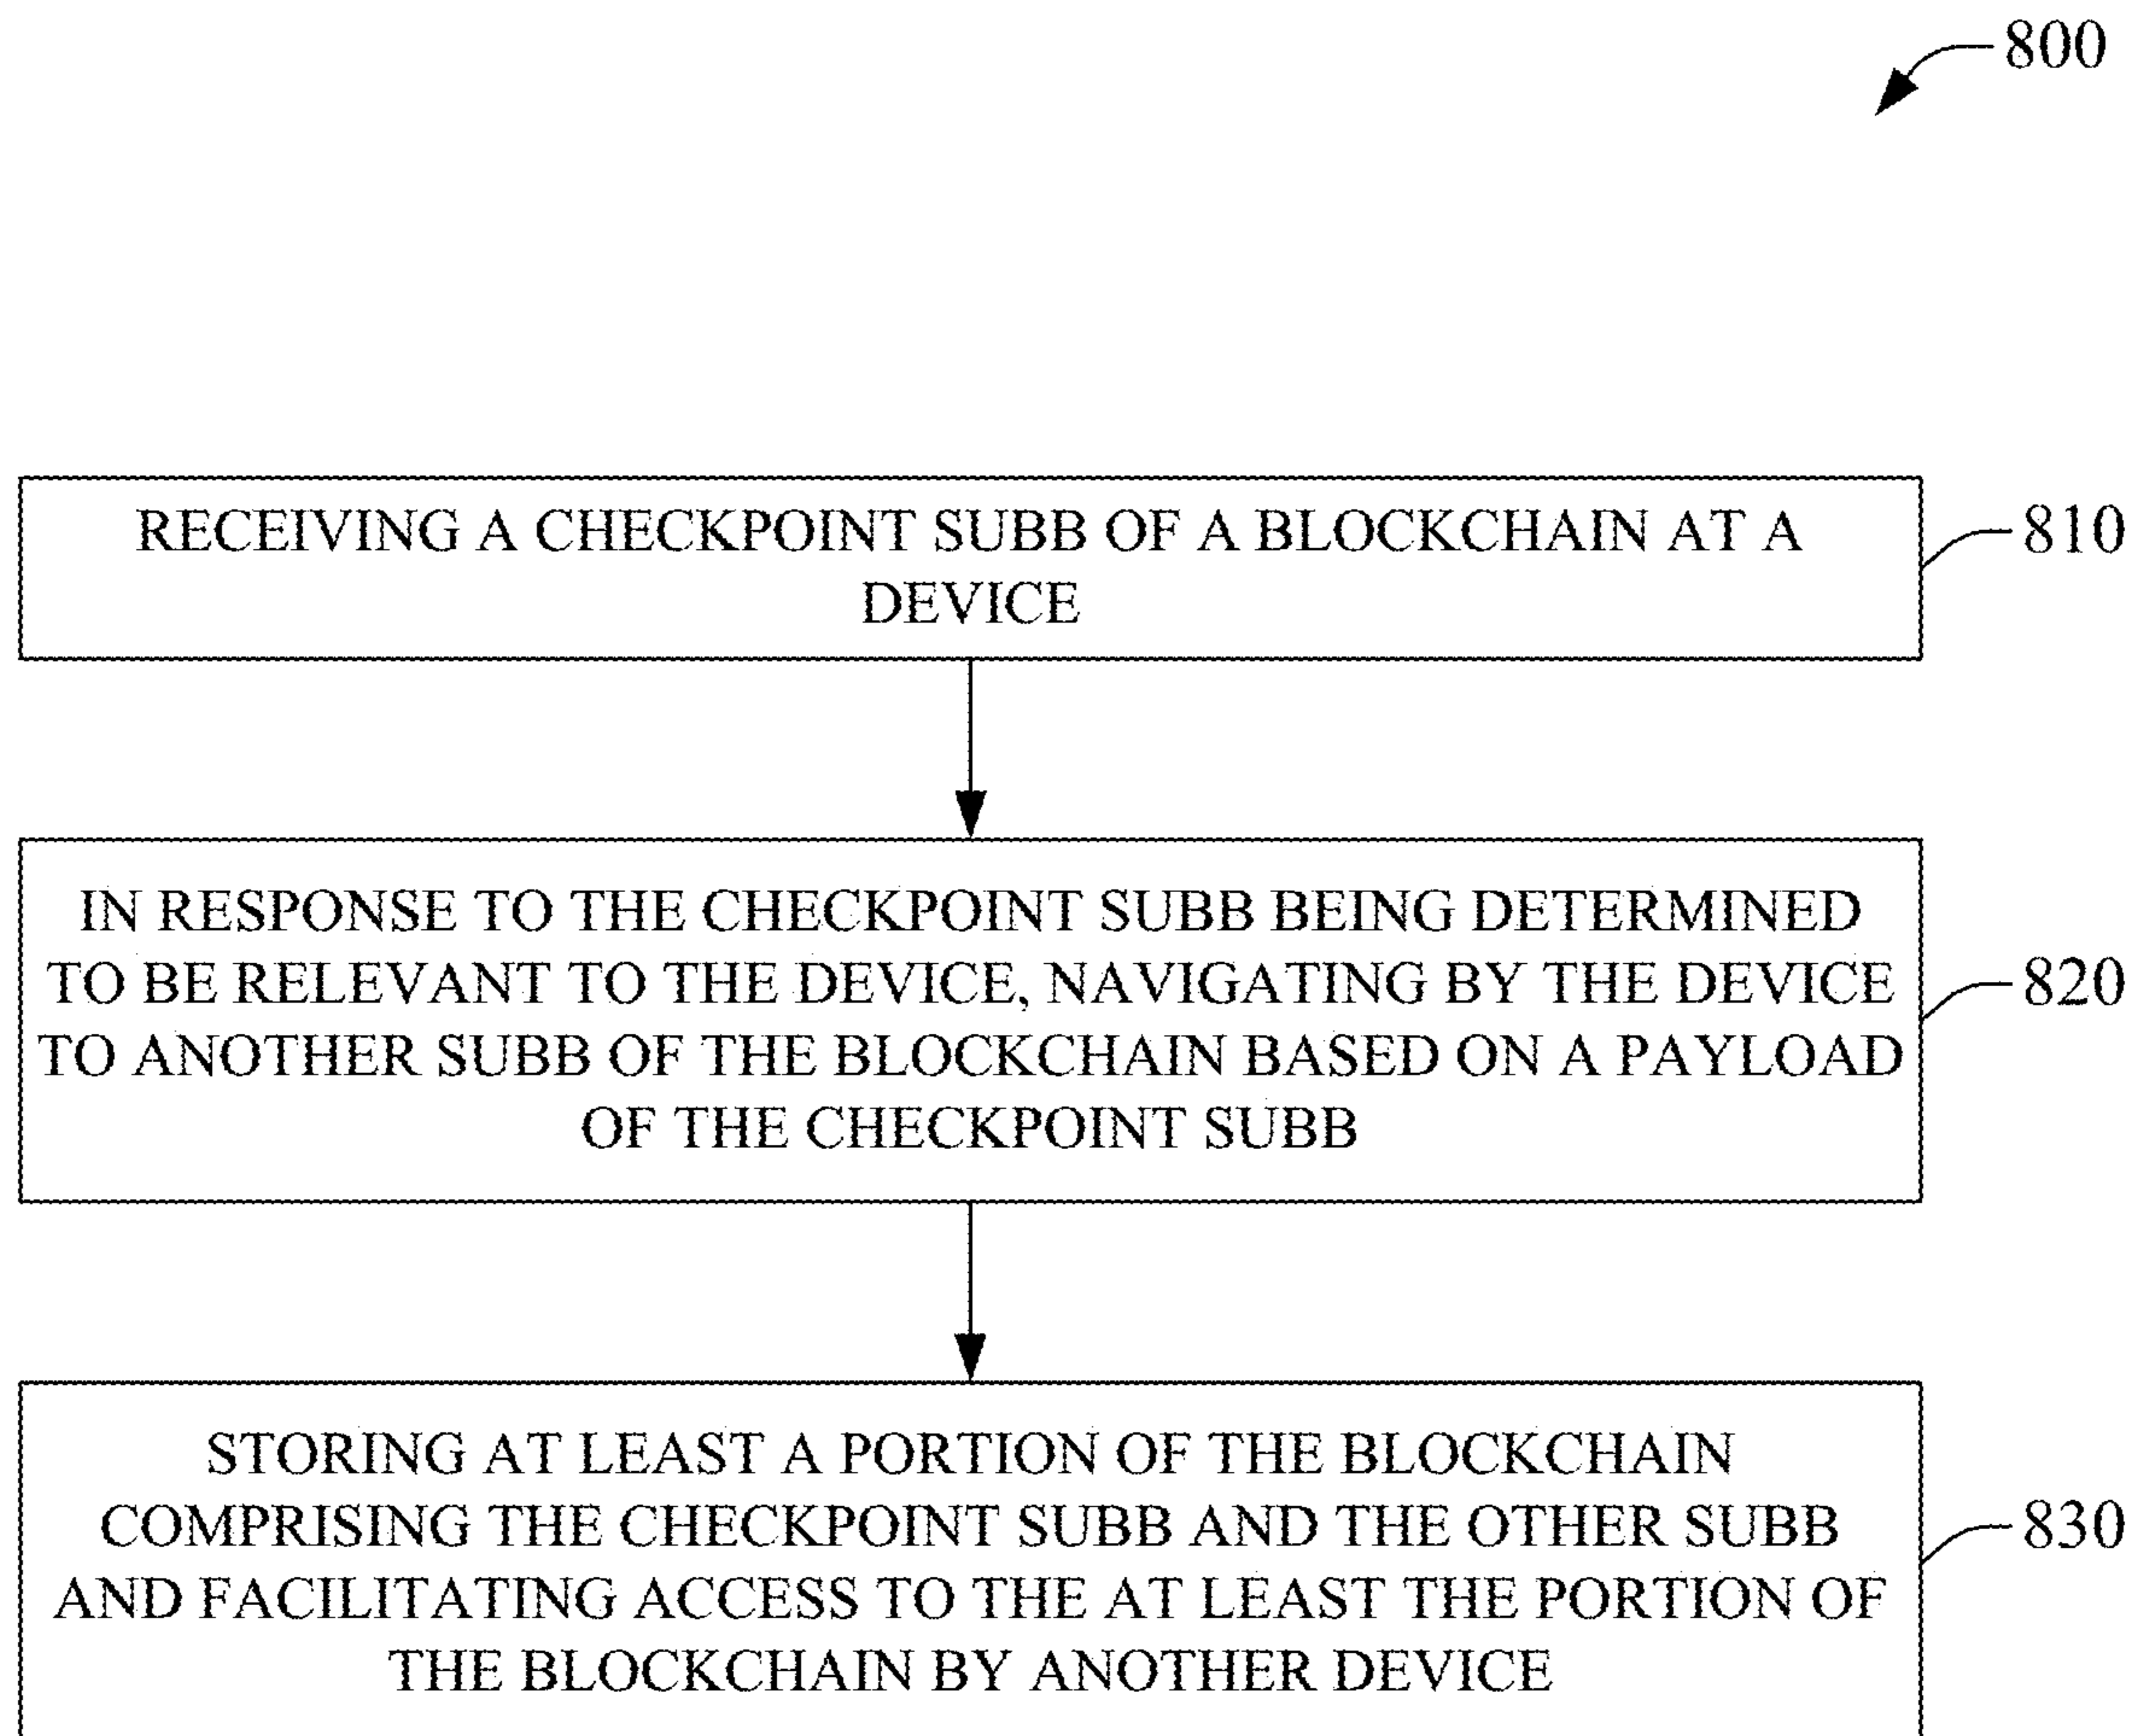 800
RECEIVING A CHECKPOINT SUBB OF A BLOCKCHAIN AT A
DEVICE
810
IN RESPONSE TO THE CHECKPOINT SUBB BEING DETERMINED
TO BE RELEVANT TO THE DEVICE, NAVIGATING BY THE DEVICE
TO ANOTHER SUBB OF THE BLOCKCHAIN BASED ON A PAYLOAD
OF THE CHECKPOINT SUBB
820
STORING AT LEAST A PORTION OF THE BLOCKCHAIN
COMPRISING THE CHECKPOINT SUBB AND THE OTHER SUBB
AND FACILITATING ACCESS TO THE AT LEAST THE PORTION OF
THE BLOCKCHAIN BY ANOTHER DEVICE
830